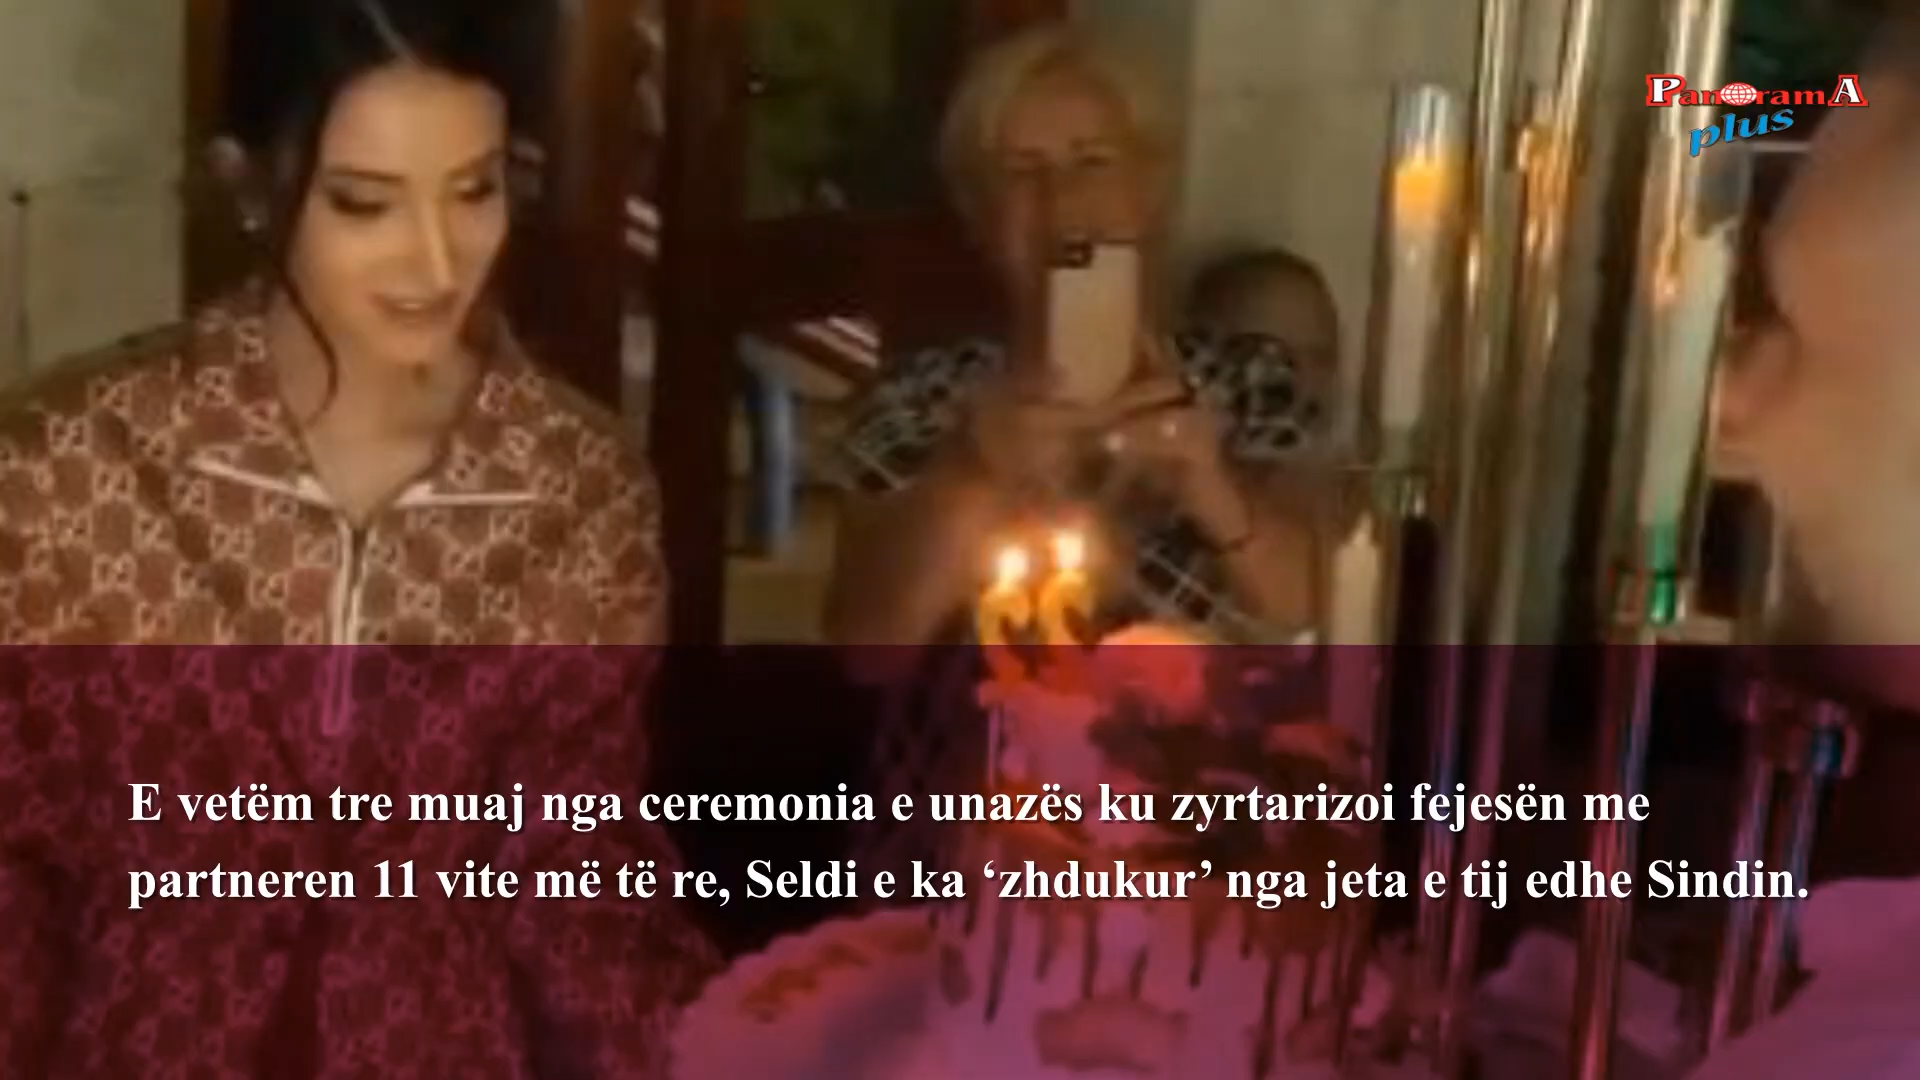 PanoramA
plus
E vetëm tre muaj nga ceremonia e unazës ku zyrtarizoi fejesën me
partneren 11 vite më të re, Seldi e ka ‘zhdukur’ nga jeta e tij edhe Sindin.